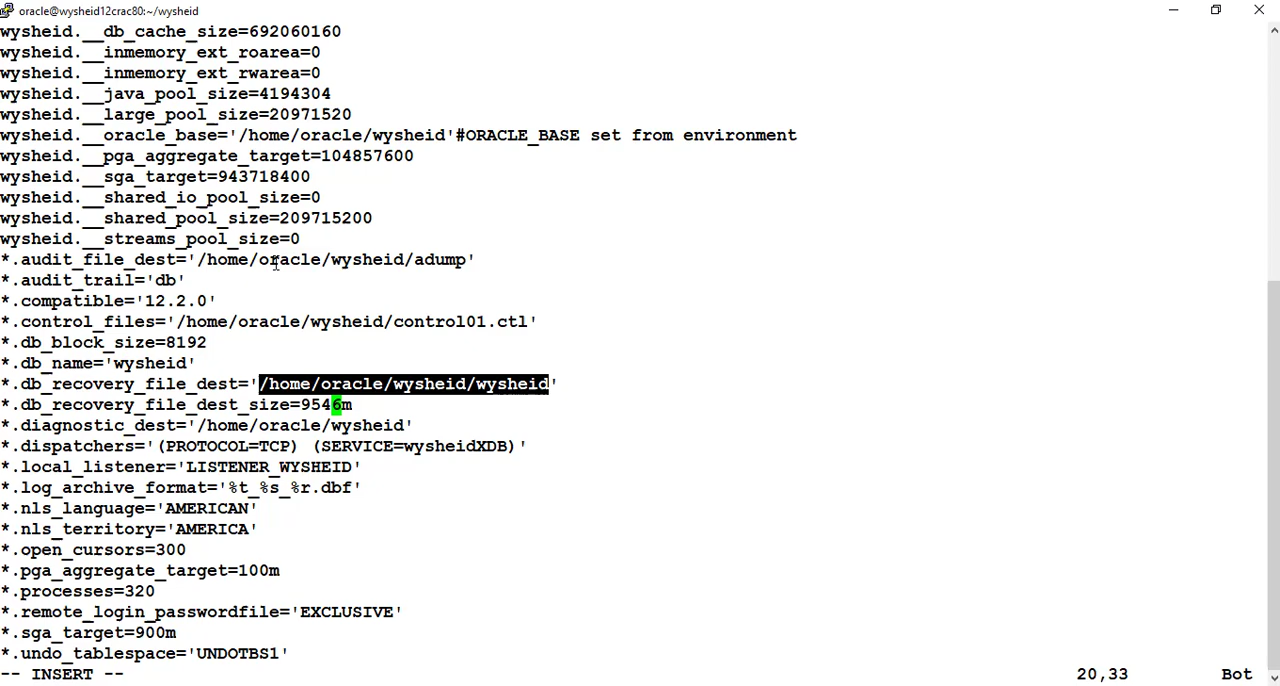 oracle@wysheid12crac80:~/wysheid
wysheid.__db_cache_size=692060160
wysheid.__inmemory_ext_roarea=0
wysheid.__inmemory_ext_rwarea=0
wysheid.__java_pool_size=4194304
wysheid.__large_pool_size=20971520
wysheid.__oracle_base='/home/oracle/wysheid'#ORACLE_BASE set from environment
wysheid.__pga_aggregate_target=104857600
wysheid.__sga_target=943718400
wysheid.__shared_io_pool_size=0
wysheid.__shared_pool_size=209715200
wysheid.__streams_pool_size=0
*.audit_file_dest='/home/oracle/wysheid/adump'
*.audit_trail='db'
*.compatible='12.2.0'
*.control_files='/home/oracle/wysheid/control01.ctl'
*.db_block_size=8192
*.db_name='wysheid'
*.db_recovery_file_dest='/home/oracle/wysheid/wysheid'
*.db_recovery_file_dest_size=9546m
*.diagnostic_dest='/home/oracle/wysheid'
*.dispatchers='(PROTOCOL=TCP) (SERVICE=wysheidXDB)'
*.local_listener='LISTENER_WYSHEID'
*.log_archive_format='%t_%s_%r.dbf'
*.nls_language='AMERICAN'
*.nls_territory='AMERICA'
*.open_cursors=300
*.pga_aggregate_target=100m
*.processes=320
*.remote_login_passwordfile='EXCLUSIVE'
*.sga_target=900m
*.undo_tablespace='UNDOTBS1'
-- INSERT -- 20,33 Bot